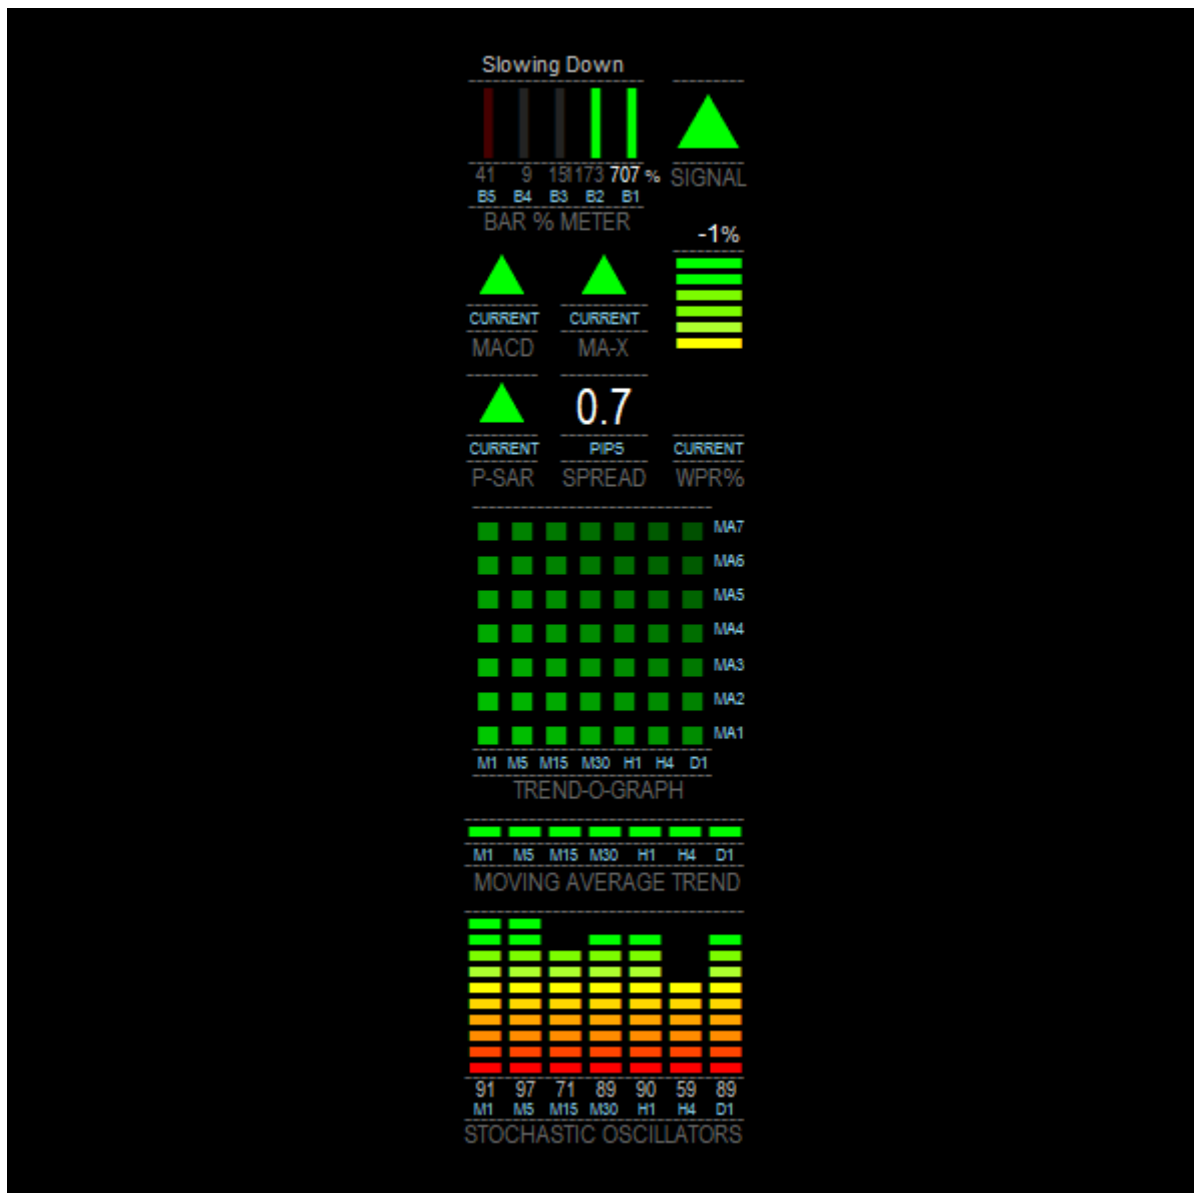 Slowing Down
41 9 151173 707 %
B5 B4 B3 B2 B1
BAR % METER
SIGNAL
-1%
CURRENT CURRENT
MACD MA-X
0.7
CURRENT PIPS CURRENT
P-SAR SPREAD WPR%
MA7
MA6
MA5
MA4
MA3
MA2
MA1
M1 M5 M15 M30 H1 H4 D1
TREND-O-GRAPH
M1 M5 M15 M30 H1 H4 D1
MOVING AVERAGE TREND
91 97 71 89 90 59 89
M1 M5 M15 M30 H1 H4 D1
STOCHASTIC OSCILLATORS